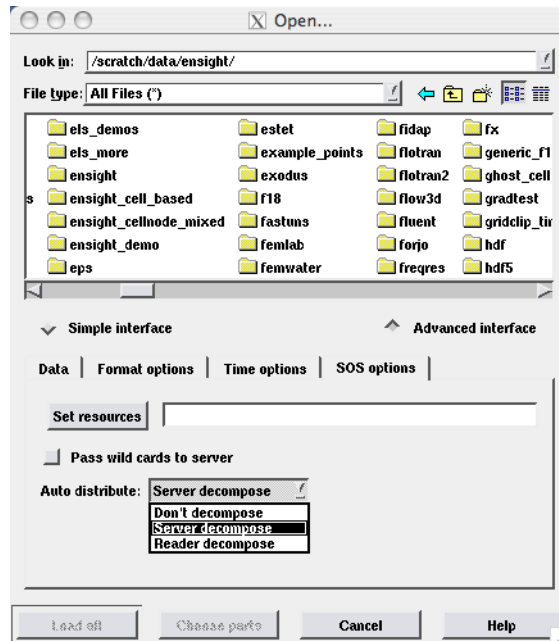 X Open...
Look in: /scratch/data/ensight/
File type: All Files (*)
els_demos estet fidap fx
els_more example_points flotran generic_f1
ensight exodus flotran2 ghost_cell
s ensight_cell_based f18 flow3d gradtest
ensight_cellnode_mixed fastuns fluent gridclip_tir
ensight_demo femlab forjo hdf
eps femwater freqres hdf5
Simple interface Advanced interface
Data Format options Time options SOS options
Set resources
Pass wild cards to server
Auto distribute: Server decompose
Don't decompose
Server decompose
Reader decompose
Load all Choose parts Cancel Help